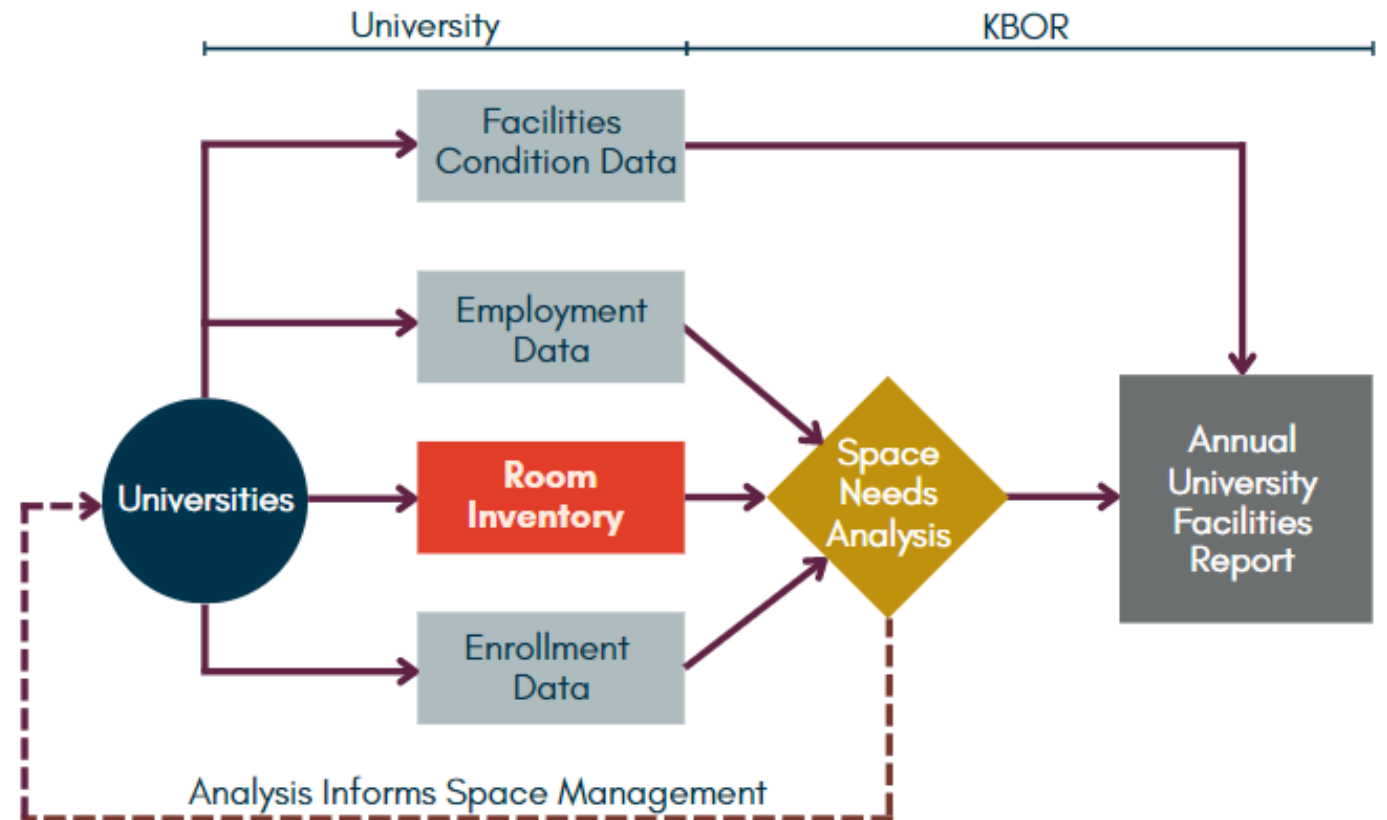 University
KBOR
Facilities
Condition Data
Employment
Data
Universities
Room
Inventory
Space
Needs
Analysis
Annual
University
Facilities
Report
Enrollment
Data
Analysis Informs Space Management